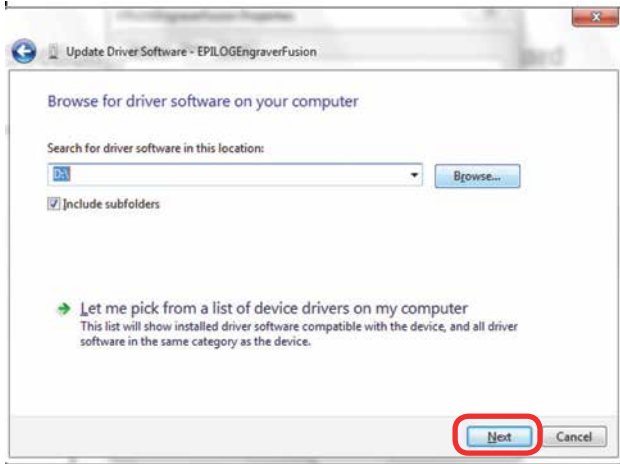 Update Driver Software - EPILOGEngraverFusion
Browse for driver software on your computer
Search for driver software in this location:
D:\
Browse...
Include subfolders
Let me pick from a list of device drivers on my computer
This list will show installed driver software compatible with the device, and all driver
software in the same category as the device.
Next
Cancel